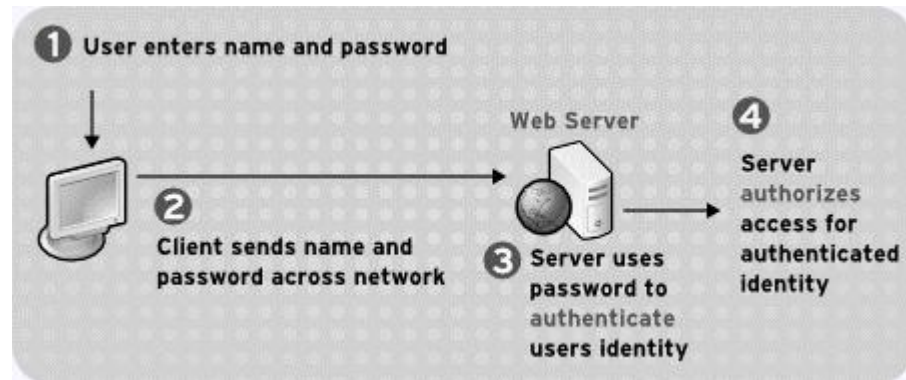 1 User enters name and password
2
Client sends name and
password across network
Web Server
3 Server uses
password to
authenticate
users identity
4
Server
authorizes
access for
authenticated
identity